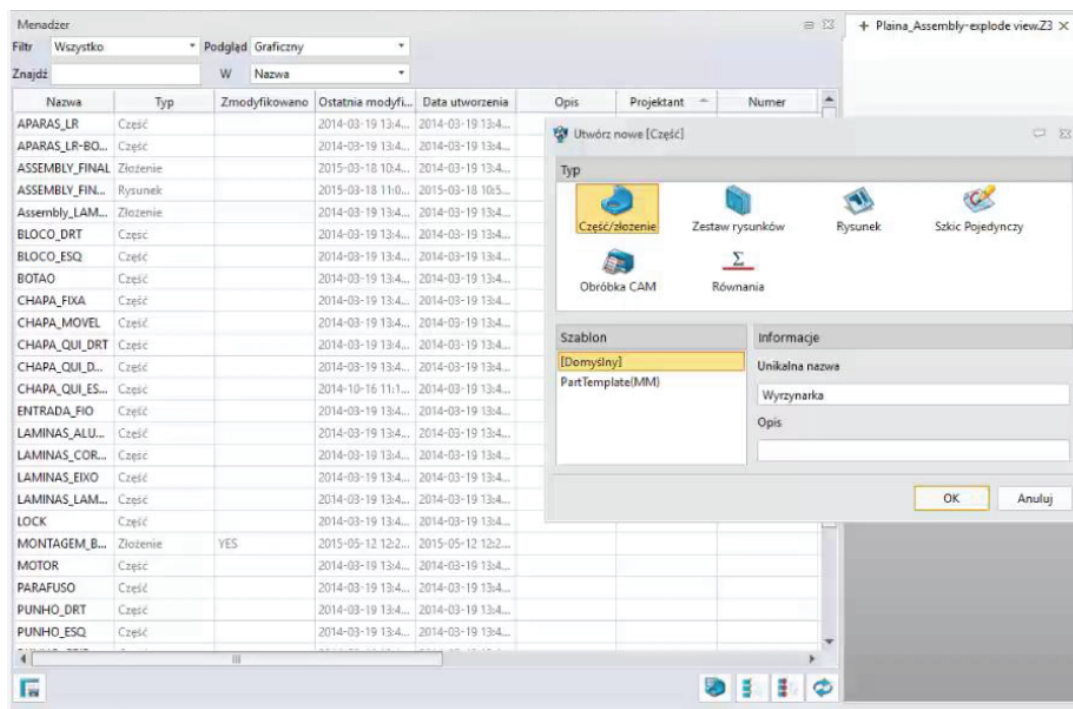 Menadżer
+ Plaina_Assembly-explode view.Z3 ×
Filtr Wszystko Podgląd Graficzny
Znajdź W Nazwa
Nazwa Typ Zmodyfikowano Ostatnia modyfi... Data utworzenia Opis Projektant Numer
APARAS_LR Część 2014-03-19 13:4... 2014-03-19 13:4...
APARAS_LR-BO... Część 2014-03-19 13:4... 2014-03-19 13:4...
ASSEMBLY_FINAL Złożenie 2015-03-18 10:4... 2014-03-19 13:4...
ASSEMBLY_FIN... Rysunek 2015-03-18 11:0... 2015-03-18 10:5...
Assembly_LAM... Złożenie 2014-03-19 13:4... 2014-03-19 13:4...
BLOCO_DRT Część 2014-03-19 13:4... 2014-03-19 13:4...
BLOCO_ESQ Część 2014-03-19 13:4... 2014-03-19 13:4...
BOTAO Część 2014-03-19 13:4... 2014-03-19 13:4...
CHAPA_FIXA Część 2014-03-19 13:4... 2014-03-19 13:4...
CHAPA_MOVEL Część 2014-03-19 13:4... 2014-03-19 13:4...
CHAPA_QUI_DRT Część 2014-03-19 13:4... 2014-03-19 13:4...
CHAPA_QUI_D... Część 2014-03-19 13:4... 2014-03-19 13:4...
CHAPA_QUI_ES... Część 2014-10-16 11:1... 2014-03-19 13:4...
ENTRADA_FIO Część 2014-03-19 13:4... 2014-03-19 13:4...
LAMINAS_ALU... Część 2014-03-19 13:4... 2014-03-19 13:4...
LAMINAS_COR... Część 2014-03-19 13:4... 2014-03-19 13:4...
LAMINAS_EIXO Część 2014-03-19 13:4... 2014-03-19 13:4...
LAMINAS_LAM... Część 2014-03-19 13:4... 2014-03-19 13:4...
LOCK Część 2014-03-19 13:4... 2014-03-19 13:4...
MONTAGEM_B... Złożenie YES 2015-05-12 12:2... 2015-05-12 12:2...
MOTOR Część 2014-03-19 13:4... 2014-03-19 13:4...
PARAFUSO Część 2014-03-19 13:4... 2014-03-19 13:4...
PUNHO_DRT Część 2014-03-19 13:4... 2014-03-19 13:4...
PUNHO_ESQ Część 2014-03-19 13:4... 2014-03-19 13:4...
Utwórz nowe [Część]
Typ
Część/złożenie Zestaw rysunków Rysunek Szkic Pojedynczy
Obróbka CAM Równania
Szablon
[Domyślny]
PartTemplate(MM)
Informacje
Unikalna nazwa
Wyrzynarka
Opis
OK Anuluj